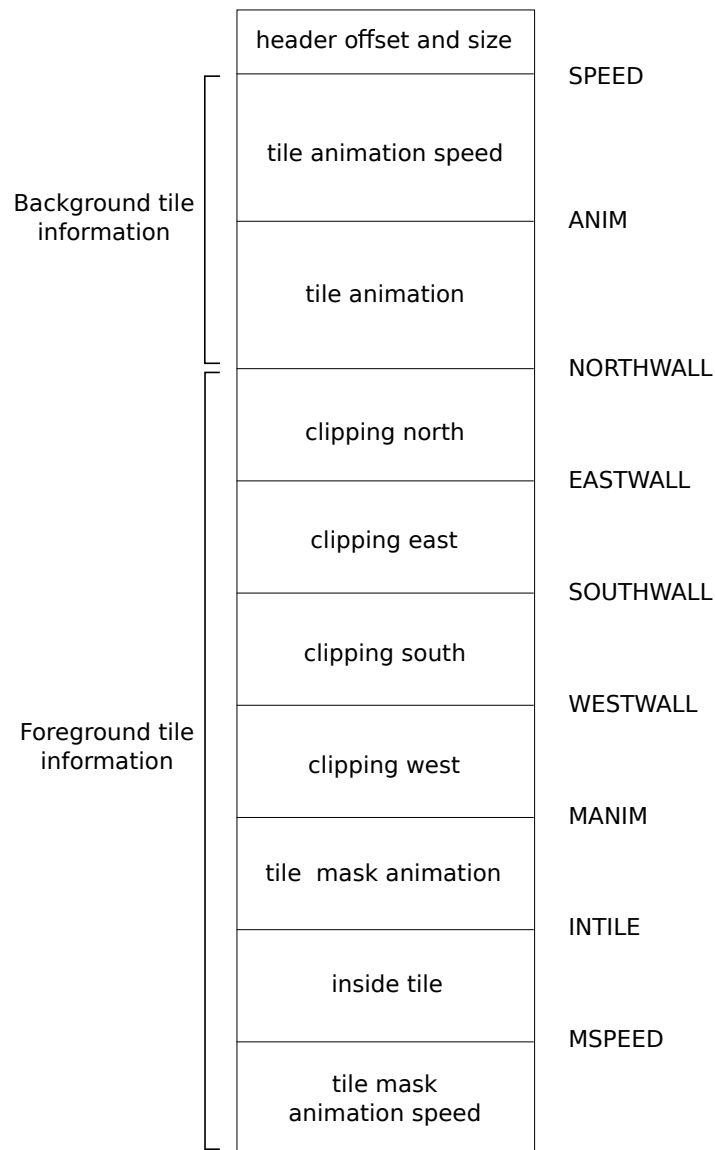 header offset and size
SPEED
tile animation speed
Background tile
information
ANIM
tile animation
NORTHWALL
clipping north
EASTWALL
clipping east
SOUTHWALL
clipping south
WESTWALL
Foreground tile
information
clipping west
MANIM
tile  mask animation
INTILE
inside tile
MSPEED
tile mask
animation speed